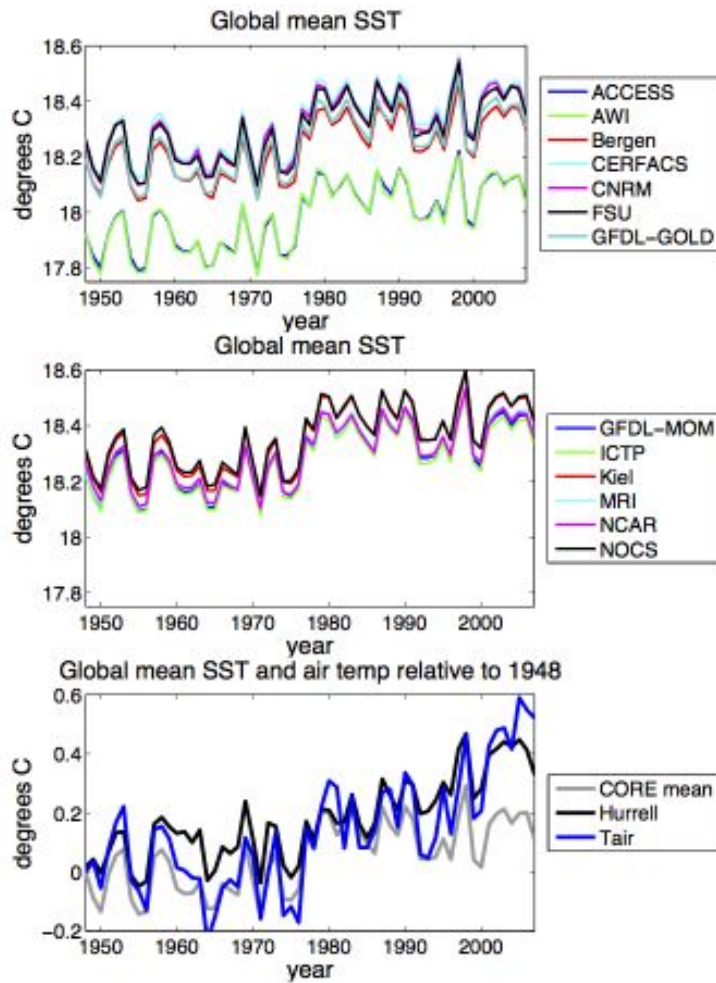 Global mean SST
18.6
18.4
18.2
18
17.8
degrees C
1950 1960 1970 1980 1990 2000
year
ACCESS
AWI
Bergen
CERFACS
CNRM
FSU
GFDL-GOLD
Global mean SST
18.6
18.4
18.2
18
17.8
degrees C
1950 1960 1970 1980 1990 2000
year
GFDL-MOM
ICTP
Kiel
MRI
NCAR
NOCS
Global mean SST and air temp relative to 1948
0.6
0.4
0.2
0
-0.2
degrees C
1950 1960 1970 1980 1990 2000
year
CORE mean
Hurrell
Tair